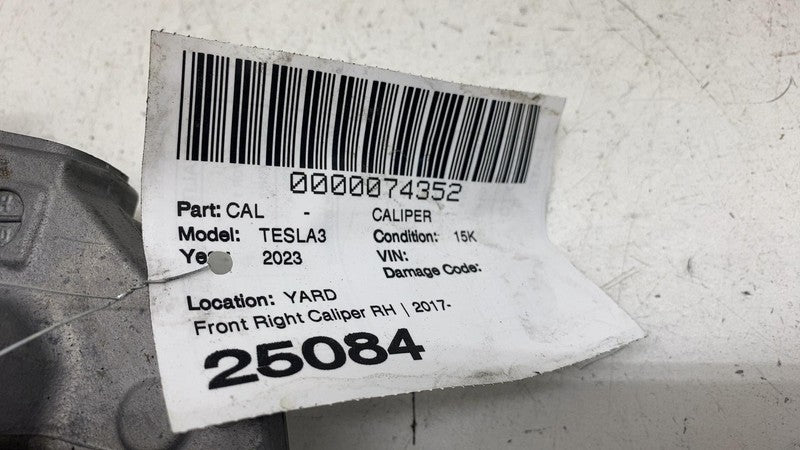 0000074352
Part: CAL - CALIPER
Model: TESLA3 Condition: 15K
2023 VIN:
Damage Code:
Location: YARD
Front Right Caliper RH | 2017-
25084